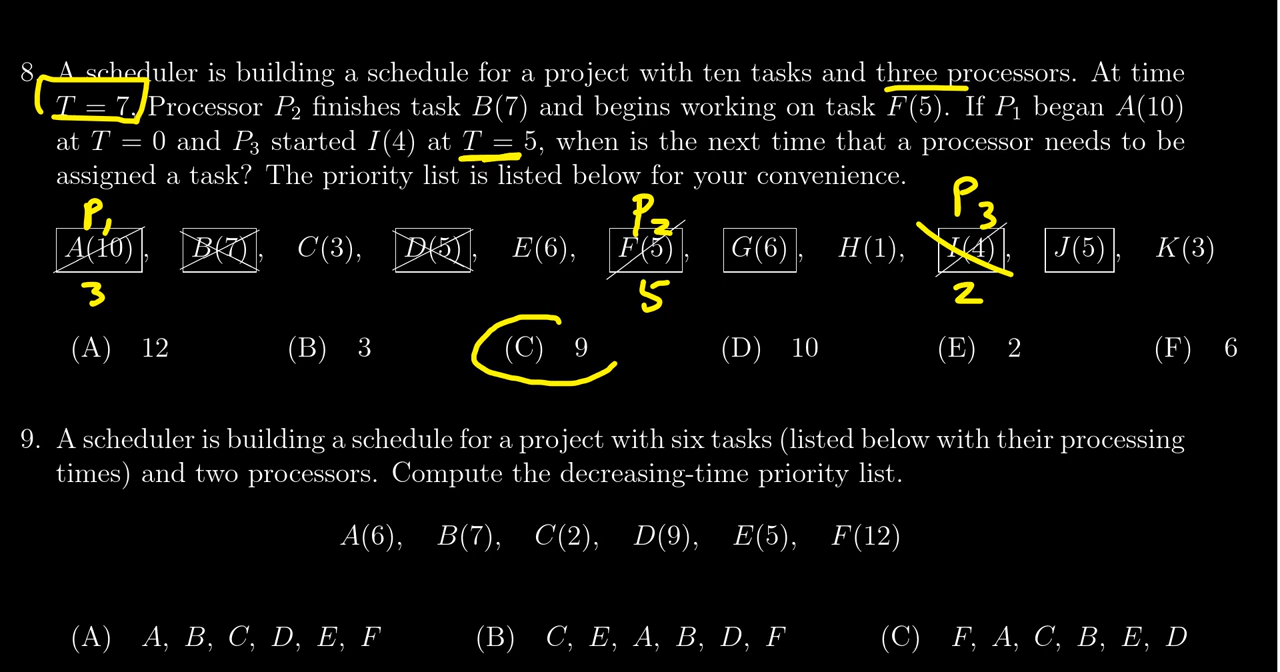 8. A scheduler is building a schedule for a project with ten tasks and three processors. At time
T = 7, Processor P₂ finishes task B(7) and begins working on task F(5). If P₁ began A(10)
at T = 0 and P₃ started I(4) at T = 5, when is the next time that a processor needs to be
assigned a task? The priority list is listed below for your convenience.
P₁ P₂ P₃
A(10), B(7), C(3), D(5), E(6), F(5), G(6), H(1), I(4), J(5), K(3)
3 5 2
(A) 12 (B) 3 (C) 9 (D) 10 (E) 2 (F) 6
9. A scheduler is building a schedule for a project with six tasks (listed below with their processing
times) and two processors. Compute the decreasing-time priority list.
A(6), B(7), C(2), D(9), E(5), F(12)
(A) A, B, C, D, E, F (B) C, E, A, B, D, F (C) F, A, C, B, E, D